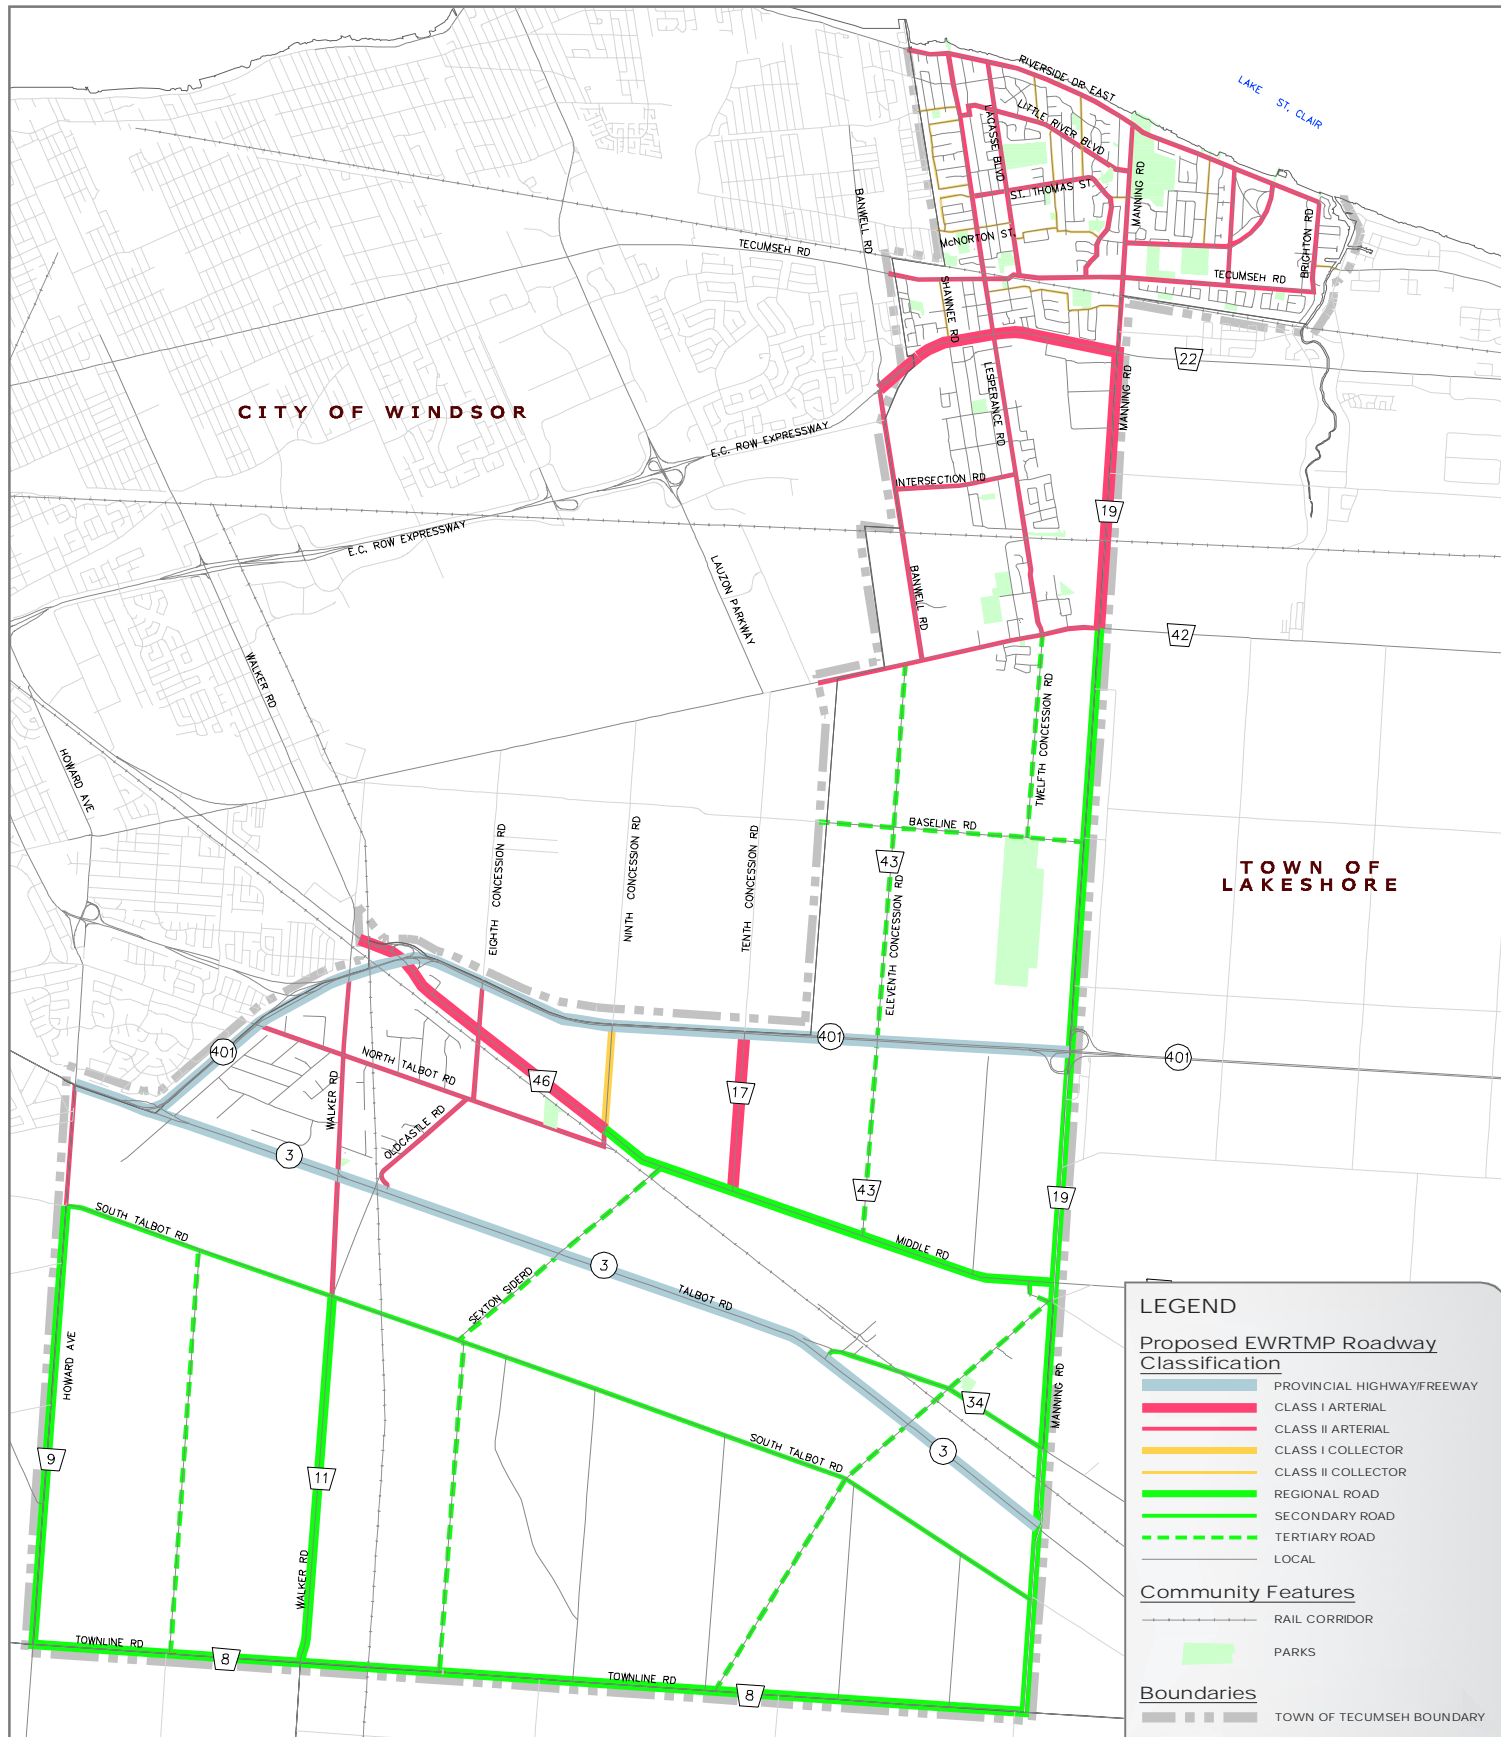 RIVERSIDE DR EAST
LAKE ST. CLAIR
LITTLE RIVER BLVD
LACASSE BLVD
MANNING RD
ST. THOMAS ST.
BANWELL RD
McNORTON ST.
BRIGHTON RD
TECUMSEH RD
TECUMSEH RD
SHAWNEE RD
22
LESPERANCE RD
MANNING RD
CITY OF WINDSOR
E.C. ROW EXPRESSWAY
INTERSECTION RD
19
E.C. ROW EXPRESSWAY
LAUZON PARKWAY
BANWELL RD
42
WALKER RD
TWELFTH CONCESSION RD
HOWARD AVE
BASELINE RD
43
EIGHTH CONCESSION RD
NINTH CONCESSION RD
TENTH CONCESSION RD
ELEVENTH CONCESSION RD
TOWN OF
LAKESHORE
401
401
401
NORTH TALBOT RD
46
17
WALKER RD
OLDCASTLE RD
3
43
19
SOUTH TALBOT RD
MIDDLE RD
3
SEXTON SIDERD
TALBOT RD
HOWARD AVE
MANNING RD
34
SOUTH TALBOT RD
3
9
11
WALKER RD
TOWNLINE RD
8
TOWNLINE RD
8
LEGEND
Proposed EWRTMP Roadway
Classification
PROVINCIAL HIGHWAY/FREEWAY
CLASS I ARTERIAL
CLASS II ARTERIAL
CLASS I COLLECTOR
CLASS II COLLECTOR
REGIONAL ROAD
SECONDARY ROAD
TERTIARY ROAD
LOCAL
Community Features
RAIL CORRIDOR
PARKS
Boundaries
TOWN OF TECUMSEH BOUNDARY